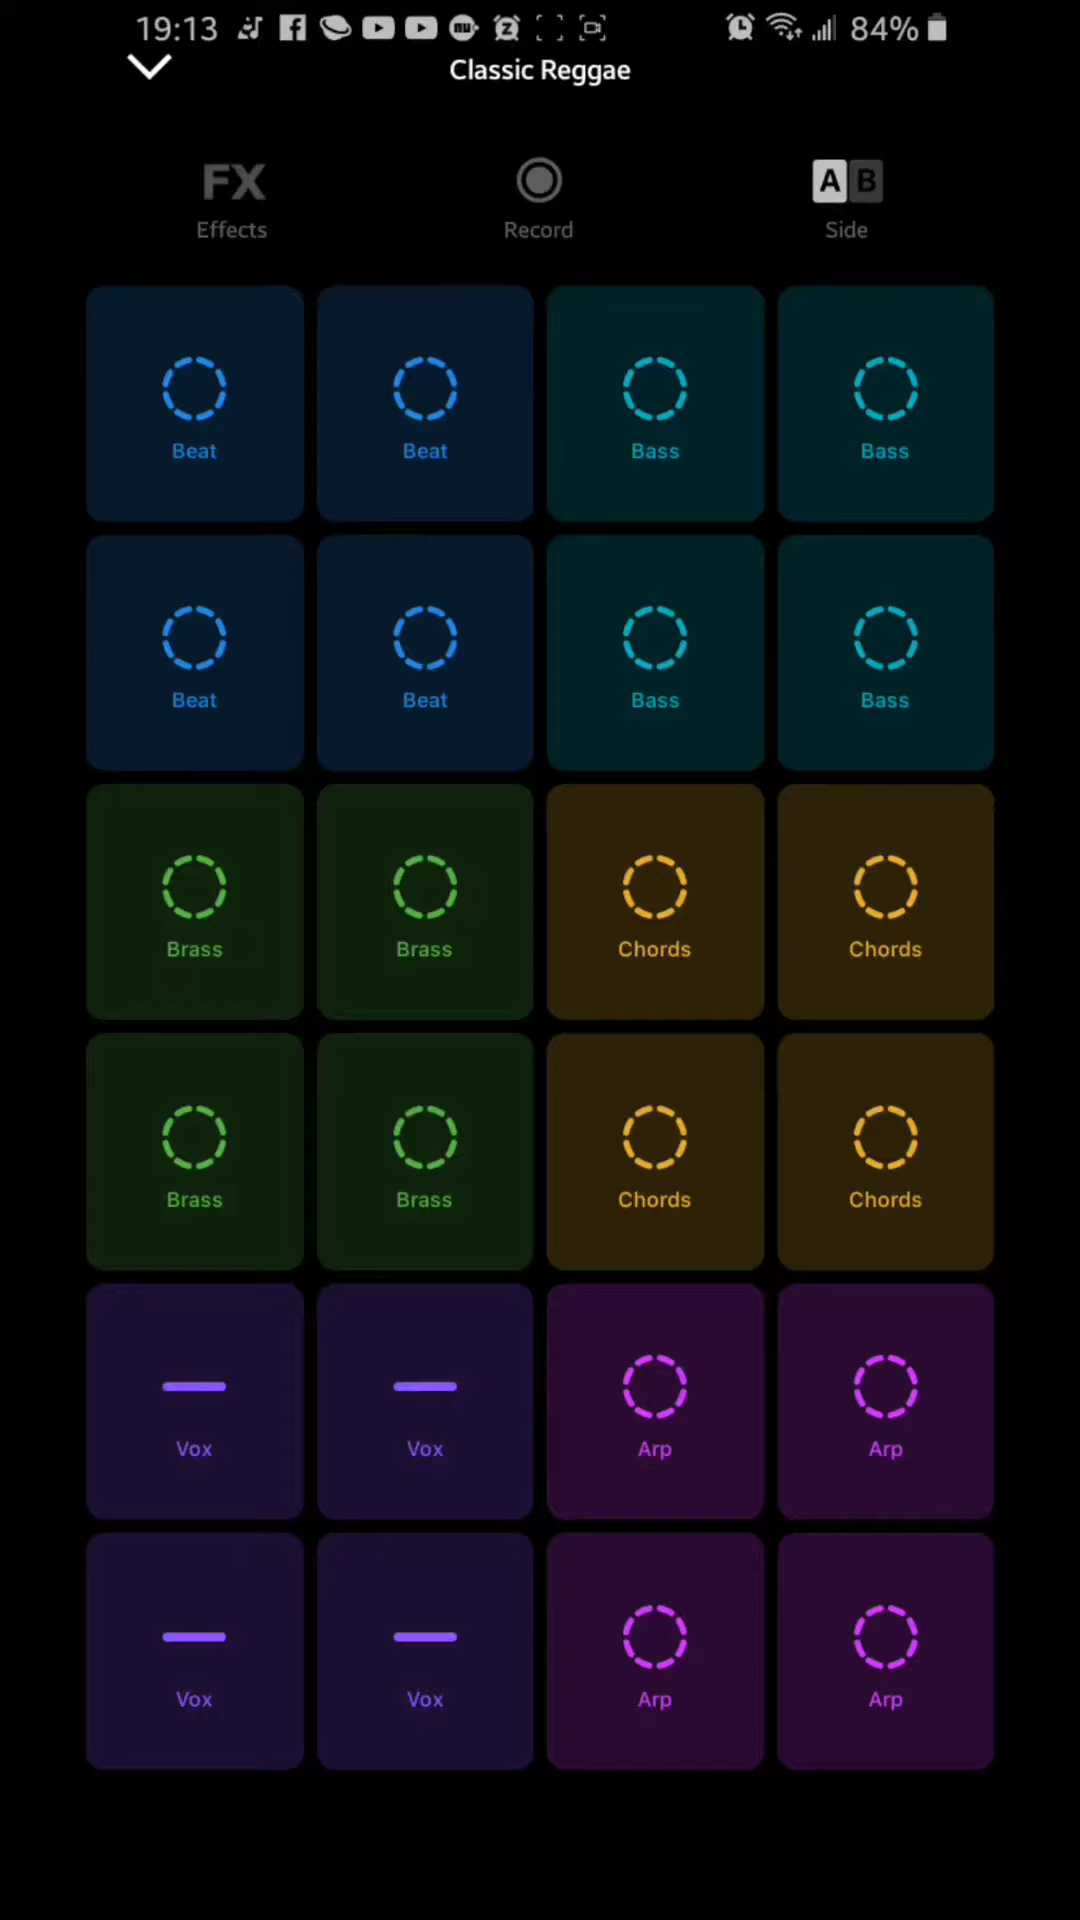 19:13 84%
Classic Reggae
FX A B
Effects Record Side
Beat Beat Bass Bass
Beat Beat Bass Bass
Brass Brass Chords Chords
Brass Brass Chords Chords
Vox Vox Arp Arp
Vox Vox Arp Arp